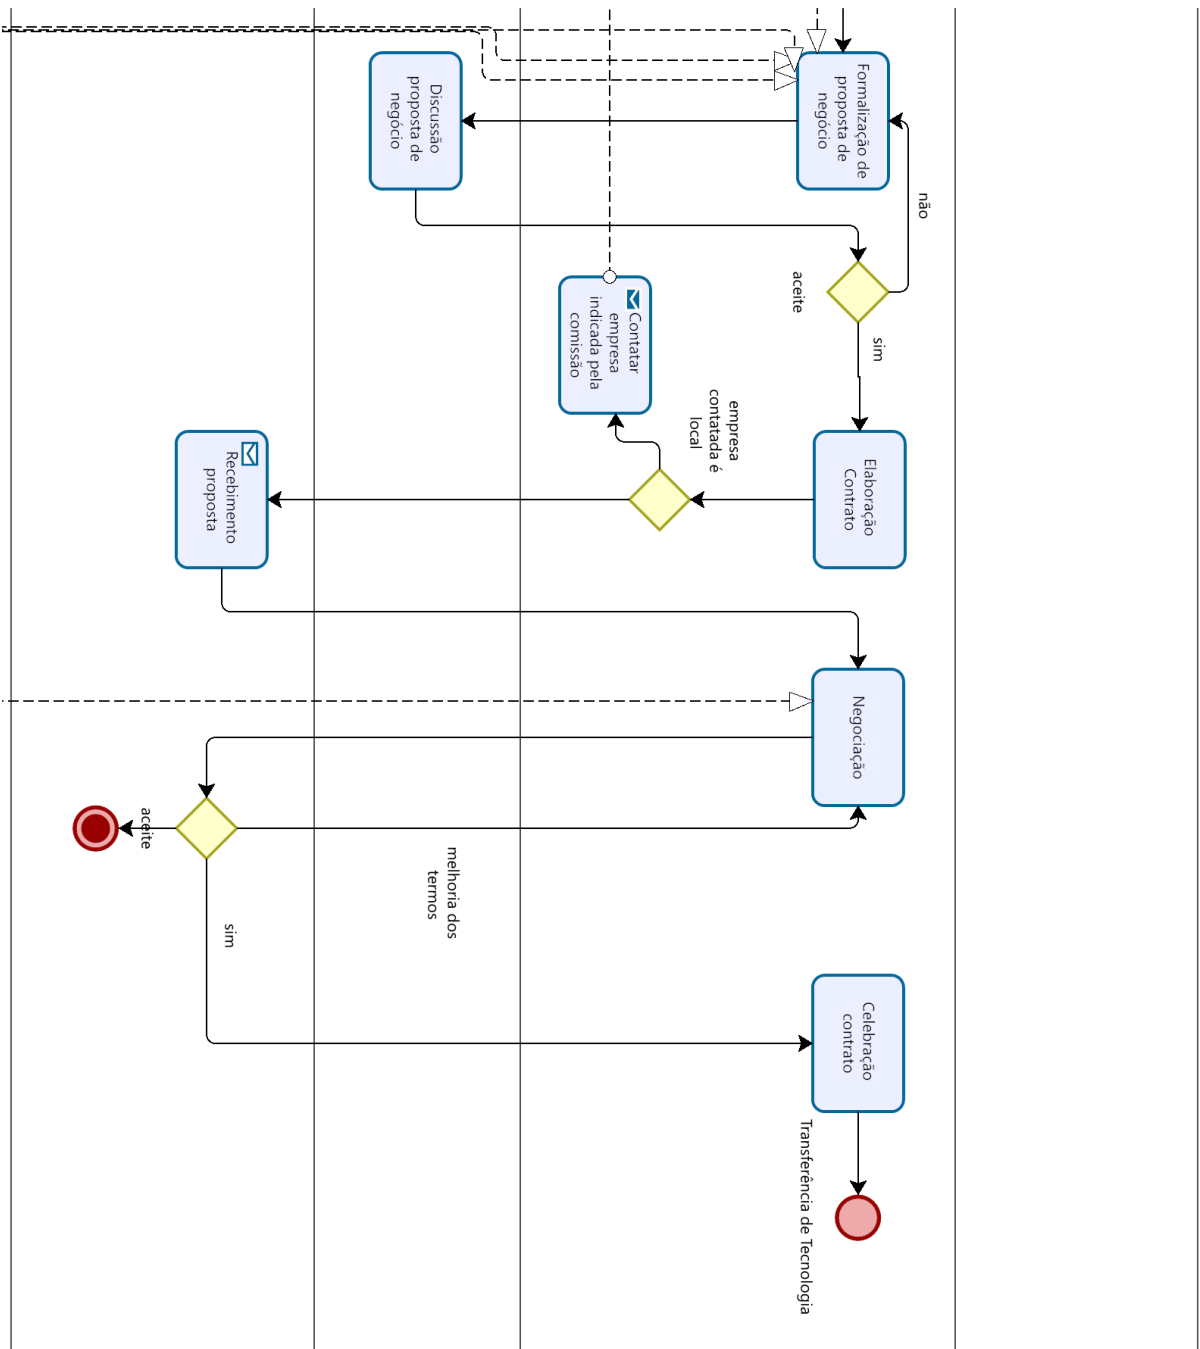 Formalização de
proposta de
negócio
Discussão
proposta de
negócio
não
aceite
sim
Contatar
empresa
indicada pela
comissão
empresa
contatada é
local
Elaboração
Contrato
Recebimento
proposta
Negociação
aceite
melhoria dos
termos
sim
Celebração
contrato
Transferência de Tecnologia